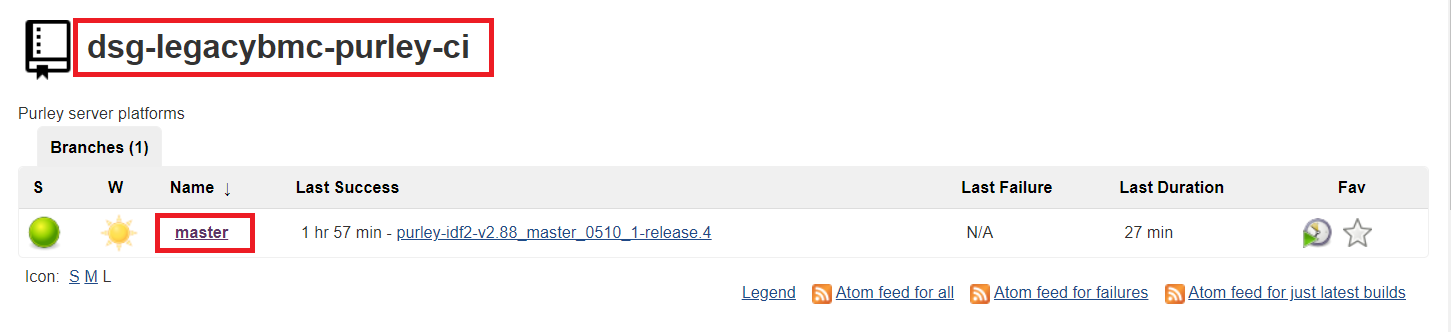 dsg-legacybmc-purley-ci
Purley server platforms
Branches (1)
S W Name ↓ Last Success Last Failure Last Duration Fav
master 1 hr 57 min - purley-idf2-v2.88_master_0510_1-release.4 N/A 27 min
Icon: S M L
Legend Atom feed for all Atom feed for failures Atom feed for just latest builds